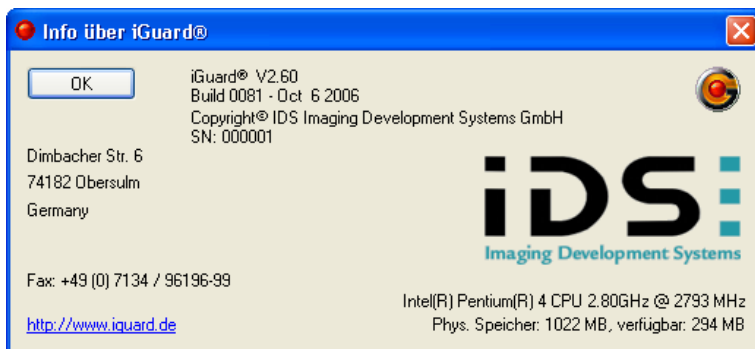 Info über iGuard®
OK
iGuard® V2.60
Build 0081 - Oct 6 2006
Copyright© IDS Imaging Development Systems GmbH
SN: 000001
Dimbacher Str. 6
74182 Obersulm
Germany
iDS
Imaging Development Systems
Fax: +49 (0) 7134 / 96196-99
http://www.iguard.de
Intel(R) Pentium(R) 4 CPU 2.80GHz @ 2793 MHz
Phys. Speicher: 1022 MB, verfügbar: 294 MB